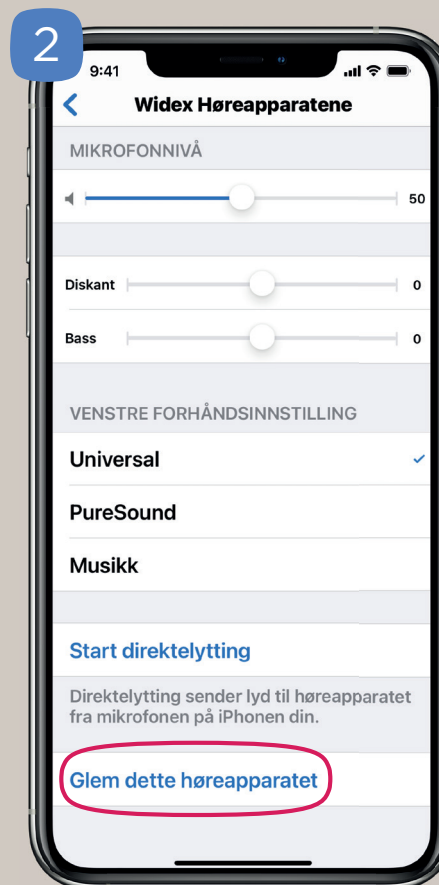 2
9:41
Widex Høreapparatene
MIKROFONNIVÅ
50
Diskant 0
Bass 0
VENSTRE FORHÅNDSINNSTILLING
Universal
PureSound
Musikk
Start direktelytting
Direktelytting sender lyd til høreapparatet
fra mikrofonen på iPhonen din.
Glem dette høreapparatet